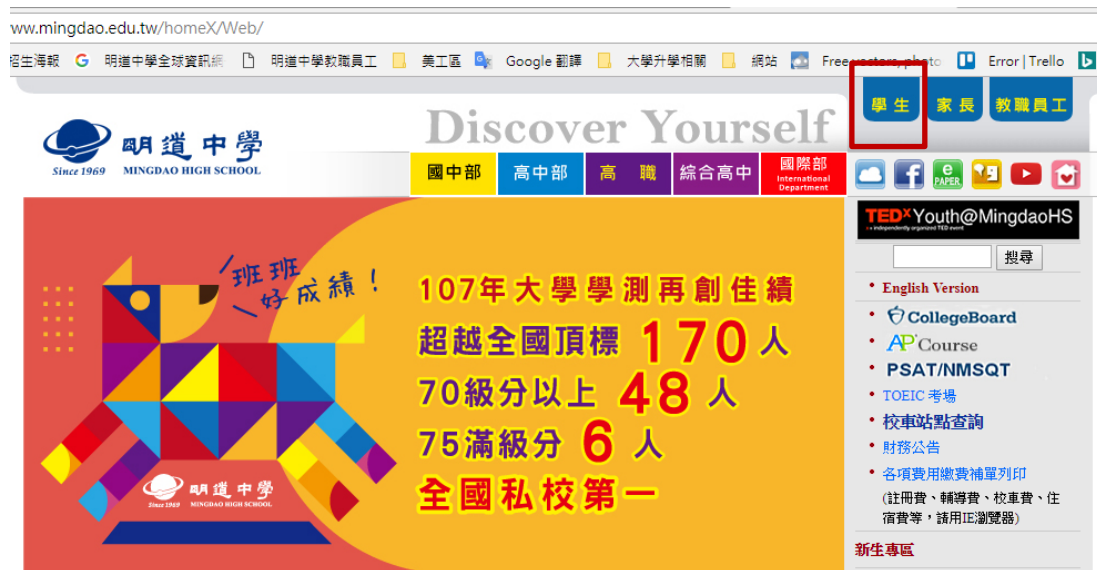 ww.mingdao.edu.tw/homeX/Web/
招生海報 明道中學全球資訊網 明道中學教職員工 美工區 Google 翻譯 大學升學相關 網站 Free vectors, photo Error | Trello
學生 家長 教職員工
Discover Yourself
明道中學
Since 1969 MINGDAO HIGH SCHOOL
國中部 高中部 高 職 綜合高中 國際部
International
Department
e
PAPER
TEDxYouth@MingdaoHS
x = independently organized TED event
搜尋
English Version
CollegeBoard
AP Course
PSAT/NMSQT
TOEIC 考場
校車站點查詢
財務公告
各項費用繳費補單列印
(註冊費、輔導費、校車費、住
宿費等，請用IE瀏覽器)
新生專區
班班
好成績！
107年大學學測再創佳績
超越全國頂標 170 人
70級分以上 48 人
75滿級分 6 人
全國私校第一
明道中學
Since 1969 MINGDAO HIGH SCHOOL